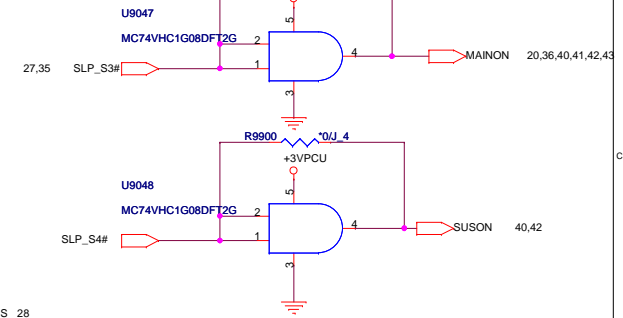 U9047
5
MC74VHC1G08DFT2G
2
4
MAINON 20,36,40,41,42,43
27,35 SLP_S3#
1
3
R9900 *0/J_4
+3VPCU
C
U9048
5
MC74VHC1G08DFT2G
2
4
SUSON 40,42
SLP_S4#
1
3
S 28